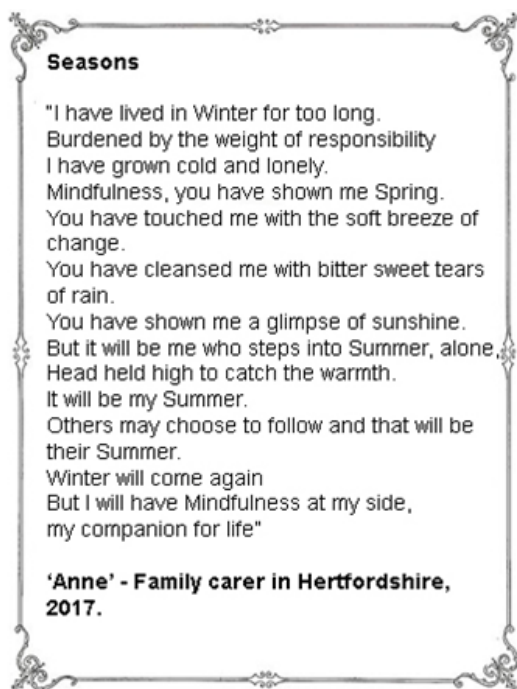 Seasons
"I have lived in Winter for too long.
Burdened by the weight of responsibility
I have grown cold and lonely.
Mindfulness, you have shown me Spring.
You have touched me with the soft breeze of
change.
You have cleansed me with bitter sweet tears
of rain.
You have shown me a glimpse of sunshine.
But it will be me who steps into Summer, alone,
Head held high to catch the warmth.
It will be my Summer.
Others may choose to follow and that will be
their Summer.
Winter will come again
But I will have Mindfulness at my side,
my companion for life"
‘Anne’ - Family carer in Hertfordshire,
2017.